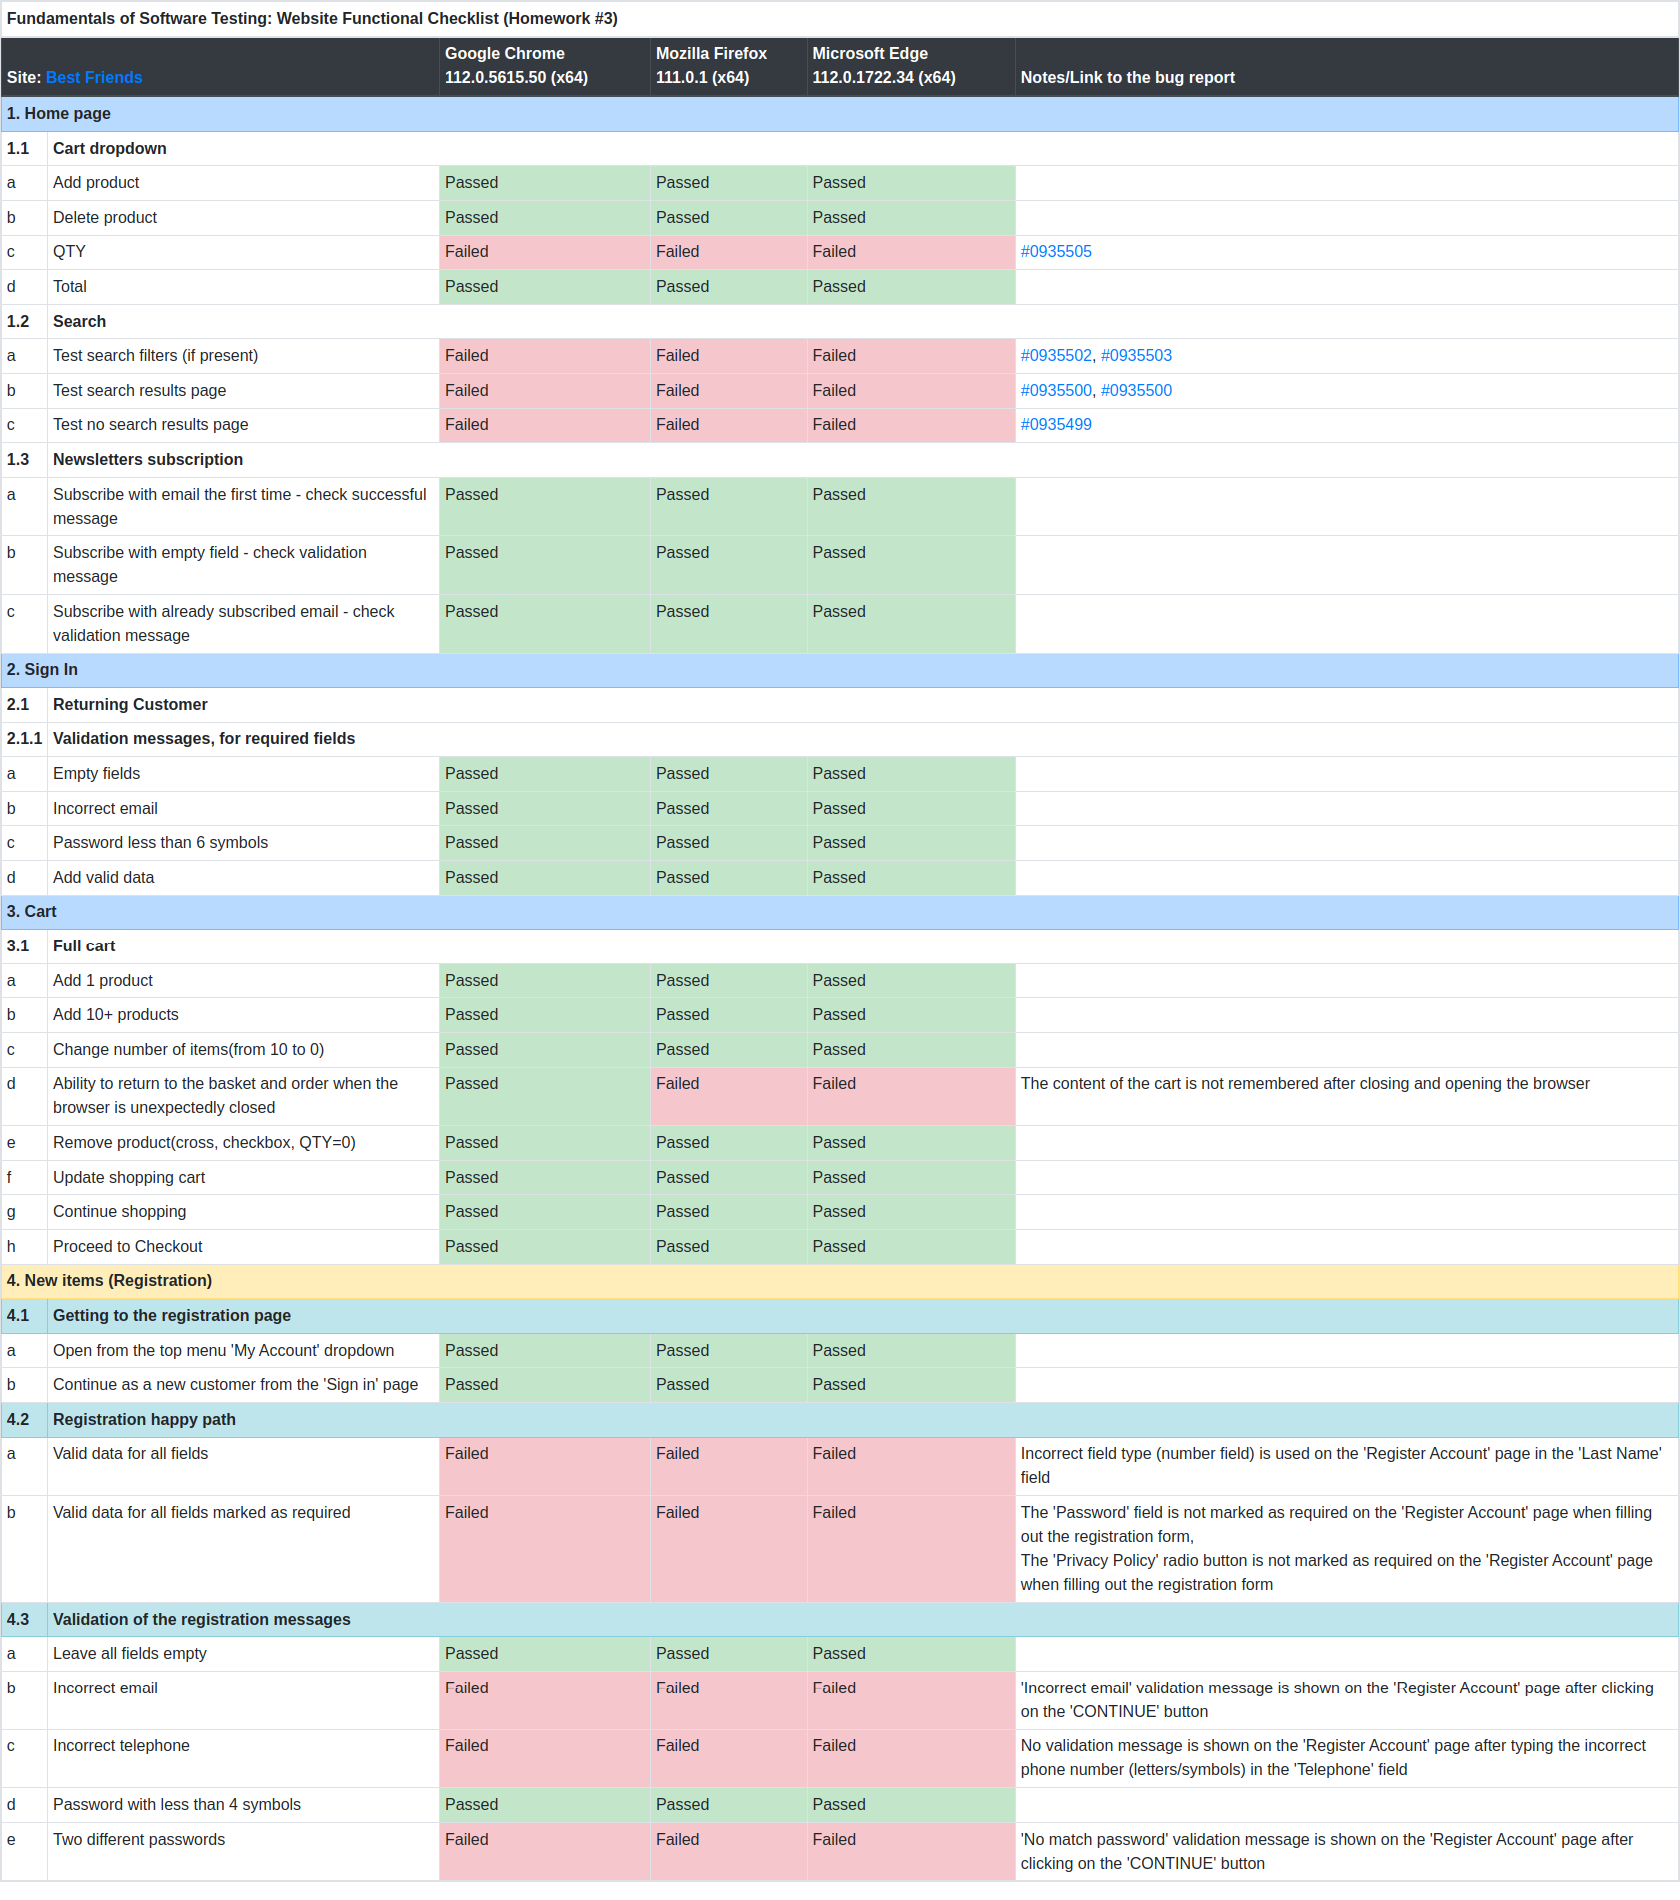 Fundamentals of Software Testing: Website Functional Checklist (Homework #3)
Site: Best Friends
Google Chrome
112.0.5615.50 (x64)
Mozilla Firefox
111.0.1 (x64)
Microsoft Edge
112.0.1722.34 (x64)
Notes/Link to the bug report
1. Home page
1.1 Cart dropdown
a Add product Passed Passed Passed
b Delete product Passed Passed Passed
c QTY Failed Failed Failed #0935505
d Total Passed Passed Passed
1.2 Search
a Test search filters (if present) Failed Failed Failed #0935502, #0935503
b Test search results page Failed Failed Failed #0935500, #0935500
c Test no search results page Failed Failed Failed #0935499
1.3 Newsletters subscription
a Subscribe with email the first time - check successful Passed Passed Passed
message
b Subscribe with empty field - check validation Passed Passed Passed
message
c Subscribe with already subscribed email - check Passed Passed Passed
validation message
2. Sign In
2.1 Returning Customer
2.1.1 Validation messages, for required fields
a Empty fields Passed Passed Passed
b Incorrect email Passed Passed Passed
c Password less than 6 symbols Passed Passed Passed
d Add valid data Passed Passed Passed
3. Cart
3.1 Full cart
a Add 1 product Passed Passed Passed
b Add 10+ products Passed Passed Passed
c Change number of items(from 10 to 0) Passed Passed Passed
d Ability to return to the basket and order when the Passed Failed Failed The content of the cart is not remembered after closing and opening the browser
browser is unexpectedly closed
e Remove product(cross, checkbox, QTY=0) Passed Passed Passed
f Update shopping cart Passed Passed Passed
g Continue shopping Passed Passed Passed
h Proceed to Checkout Passed Passed Passed
4. New items (Registration)
4.1 Getting to the registration page
a Open from the top menu 'My Account' dropdown Passed Passed Passed
b Continue as a new customer from the 'Sign in' page Passed Passed Passed
4.2 Registration happy path
a Valid data for all fields Failed Failed Failed Incorrect field type (number field) is used on the 'Register Account' page in the 'Last Name'
field
b Valid data for all fields marked as required Failed Failed Failed The 'Password' field is not marked as required on the 'Register Account' page when filling
out the registration form,
The 'Privacy Policy' radio button is not marked as required on the 'Register Account' page
when filling out the registration form
4.3 Validation of the registration messages
a Leave all fields empty Passed Passed Passed
b Incorrect email Failed Failed Failed 'Incorrect email' validation message is shown on the 'Register Account' page after clicking
on the 'CONTINUE' button
c Incorrect telephone Failed Failed Failed No validation message is shown on the 'Register Account' page after typing the incorrect
phone number (letters/symbols) in the 'Telephone' field
d Password with less than 4 symbols Passed Passed Passed
e Two different passwords Failed Failed Failed 'No match password' validation message is shown on the 'Register Account' page after
clicking on the 'CONTINUE' button